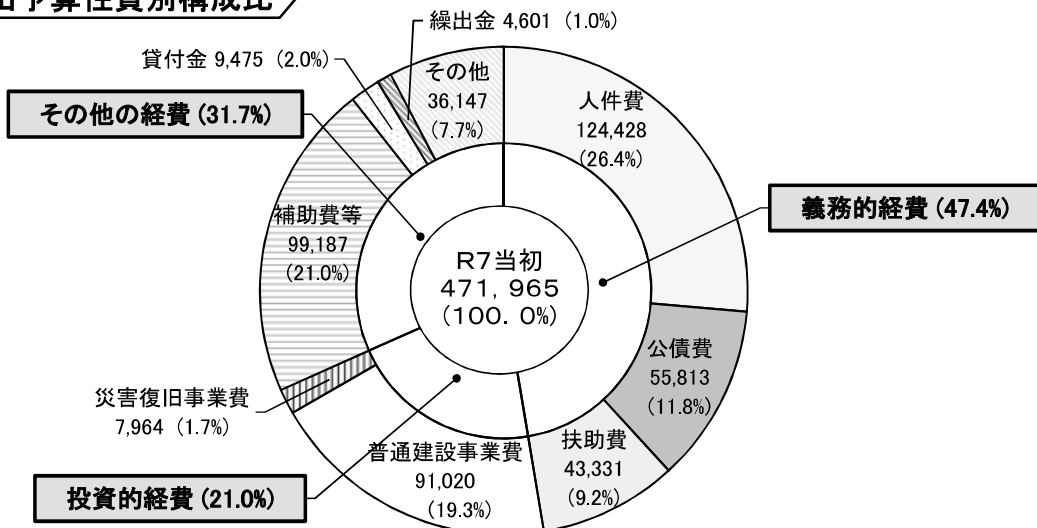 出予算性質別構成比
繰出金 4,601 (1.0%)
貸付金 9,475 (2.0%)
その他
36,147
(7.7%)
人件費
124,428
(26.4%)
その他の経費 (31.7%)
義務的経費 (47.4%)
補助費等
99,187
(21.0%)
R7当初
471,965
(100.0%)
公債費
55,813
(11.8%)
災害復旧事業費
7,964 (1.7%)
扶助費
43,331
(9.2%)
普通建設事業費
91,020
(19.3%)
投資的経費 (21.0%)